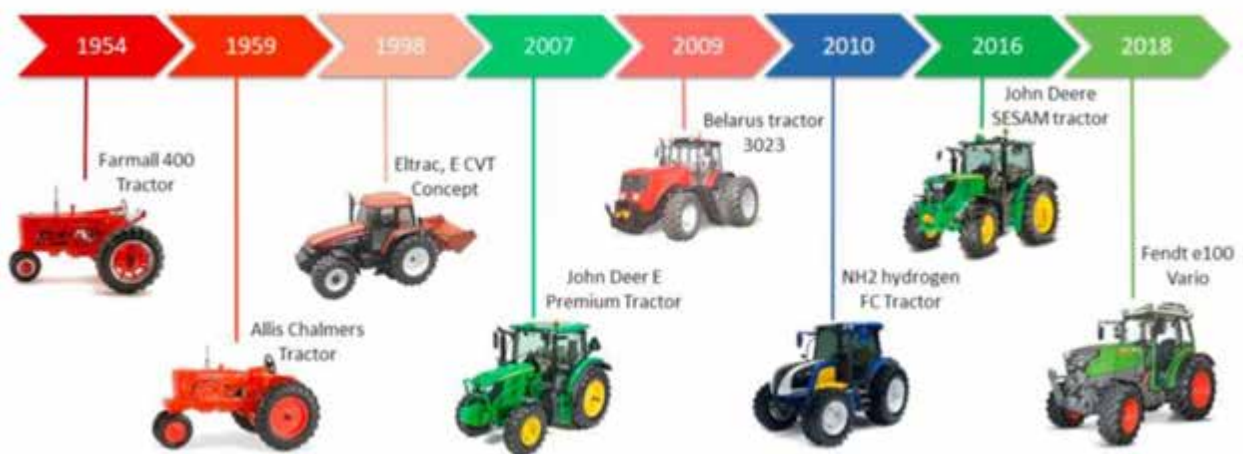 1954
1959
1998
2007
2009
2010
2016
2018
Farmall 400
Tractor
Allis Chalmers
Tractor
Eltrac, E CVT
Concept
John Deer E
Premium Tractor
Belarus tractor
3023
NH2 hydrogen
FC Tractor
John Deere
SESAM tractor
Fendt e100
Vario